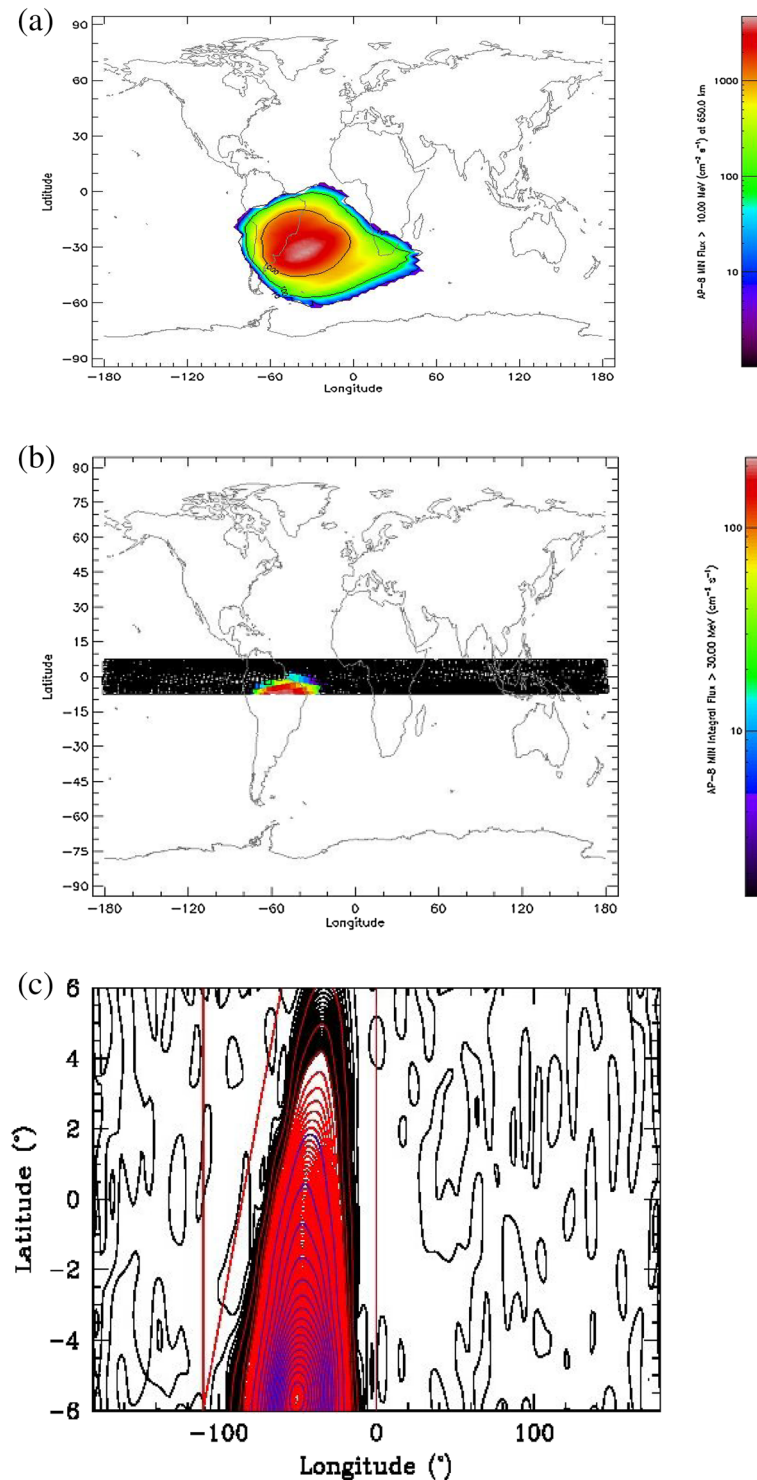 (a)
90
60
30
0
−30
−60
−90
Latitude
−180 −120 −60 0 60 120 180
Longitude
1000
100
10
AP−8 MIN Flux > 10.00 MeV (cm⁻² s⁻¹) at 650.0 km
(b)
90
75
60
45
30
15
0
−15
−30
−45
−60
−75
−90
Latitude
−180 −120 −60 0 60 120 180
Longitude
100
10
AP−8 MIN Integral Flux > 30.00 MeV (cm⁻² s⁻¹)
(c)
6
4
2
0
−2
−4
−6
Latitude (°)
−100 0 100
Longitude (°)